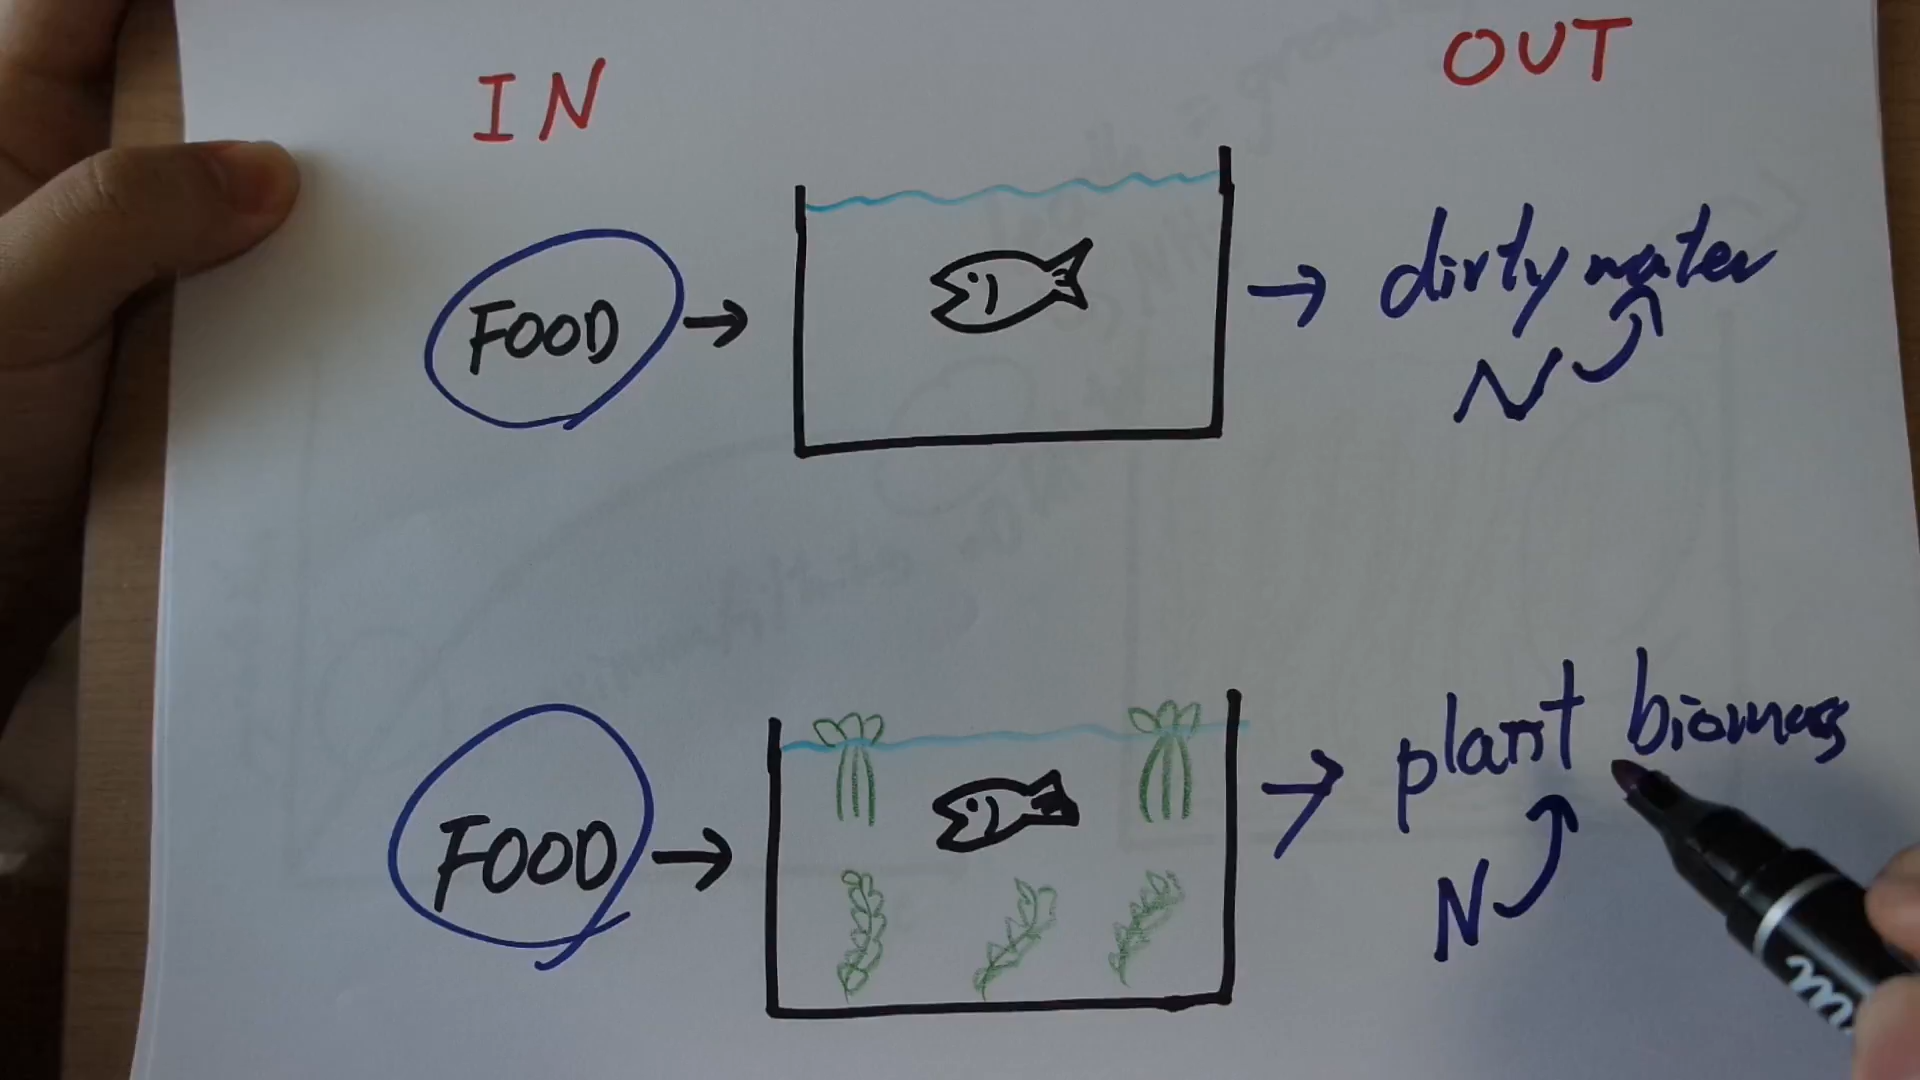 IN
OUT
FOOD
dirty water
N
FOOD
plant biomass
N